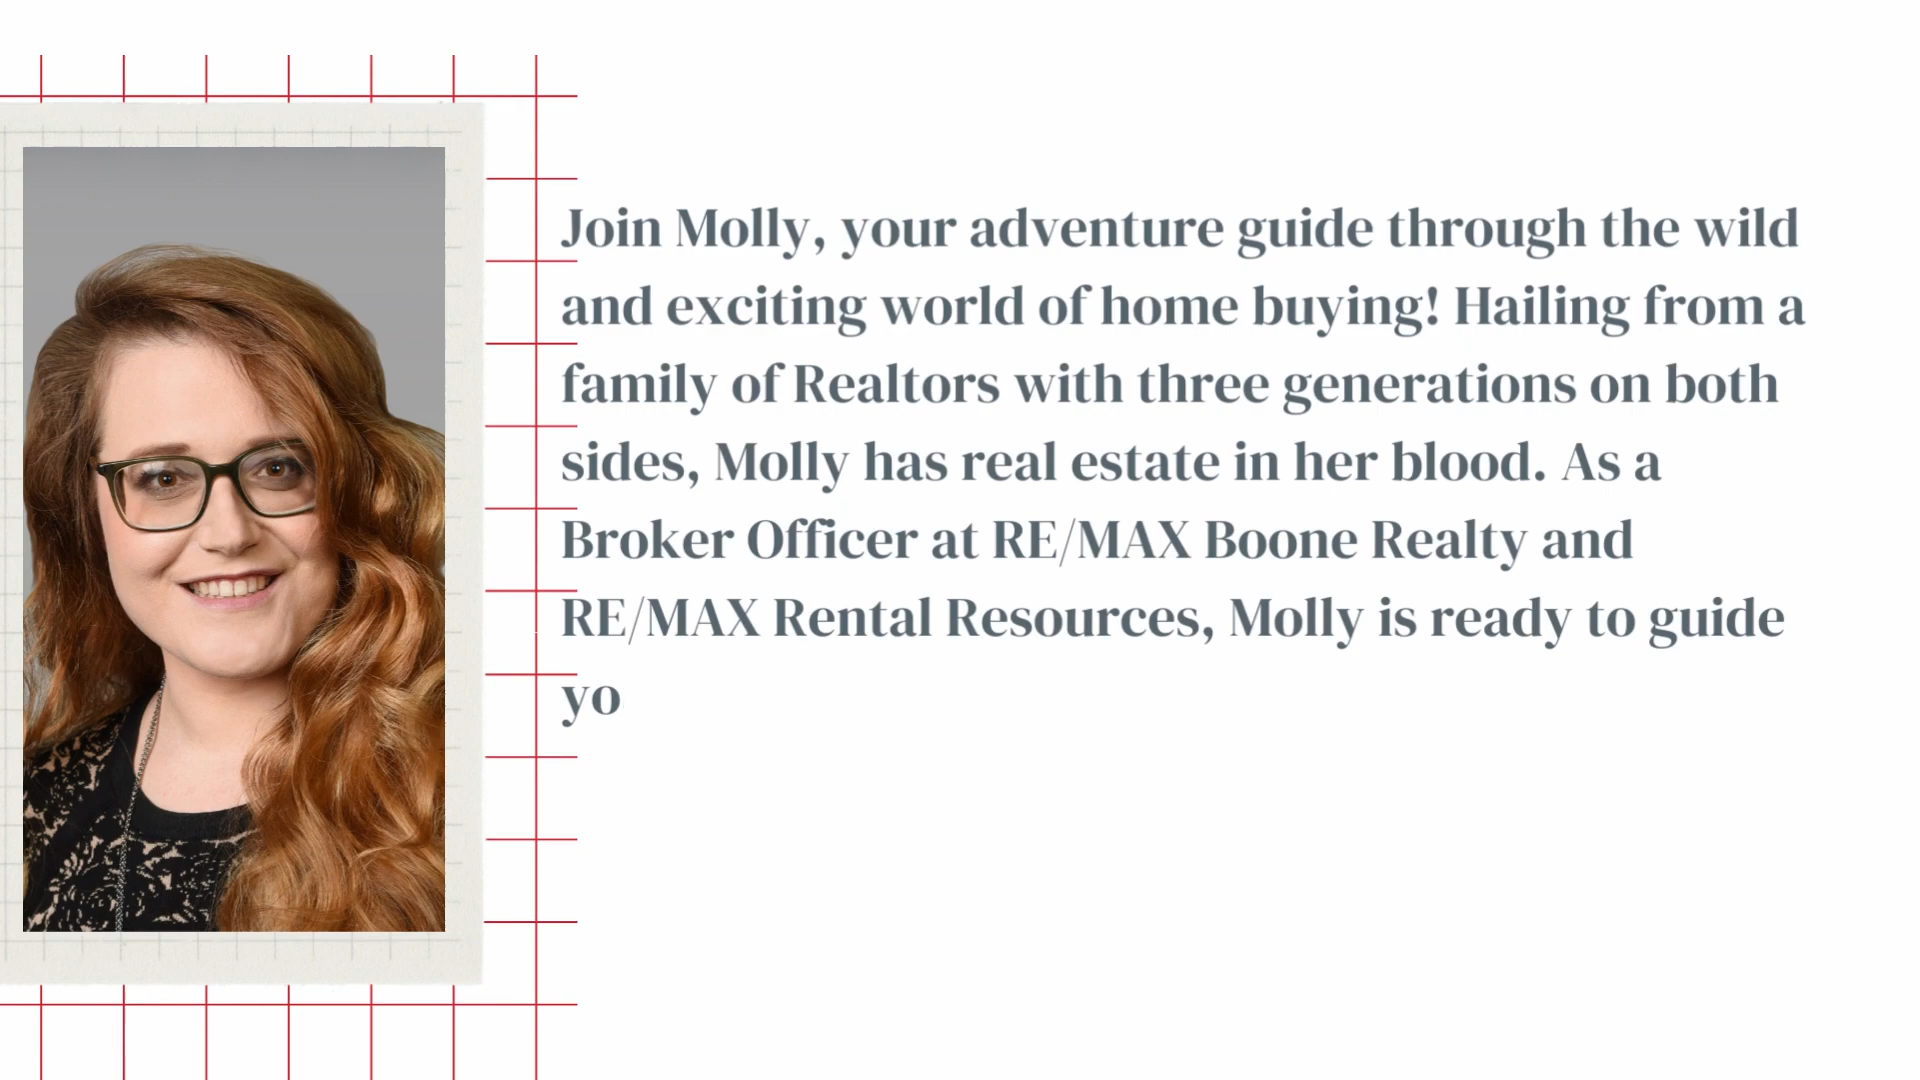 Join Molly, your adventure guide through the wild
and exciting world of home buying! Hailing from a
family of Realtors with three generations on both
sides, Molly has real estate in her blood. As a
Broker Officer at RE/MAX Boone Realty and
RE/MAX Rental Resources, Molly is ready to guide
yo